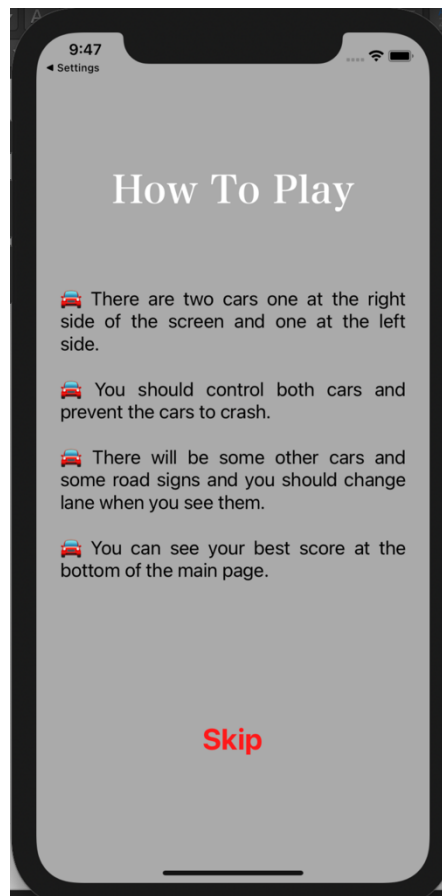 9:47
◀ Settings
How To Play
🚘 There are two cars one at the right
side of the screen and one at the left
side.
🚘 You should control both cars and
prevent the cars to crash.
🚘 There will be some other cars and
some road signs and you should change
lane when you see them.
🚘 You can see your best score at the
bottom of the main page.
Skip